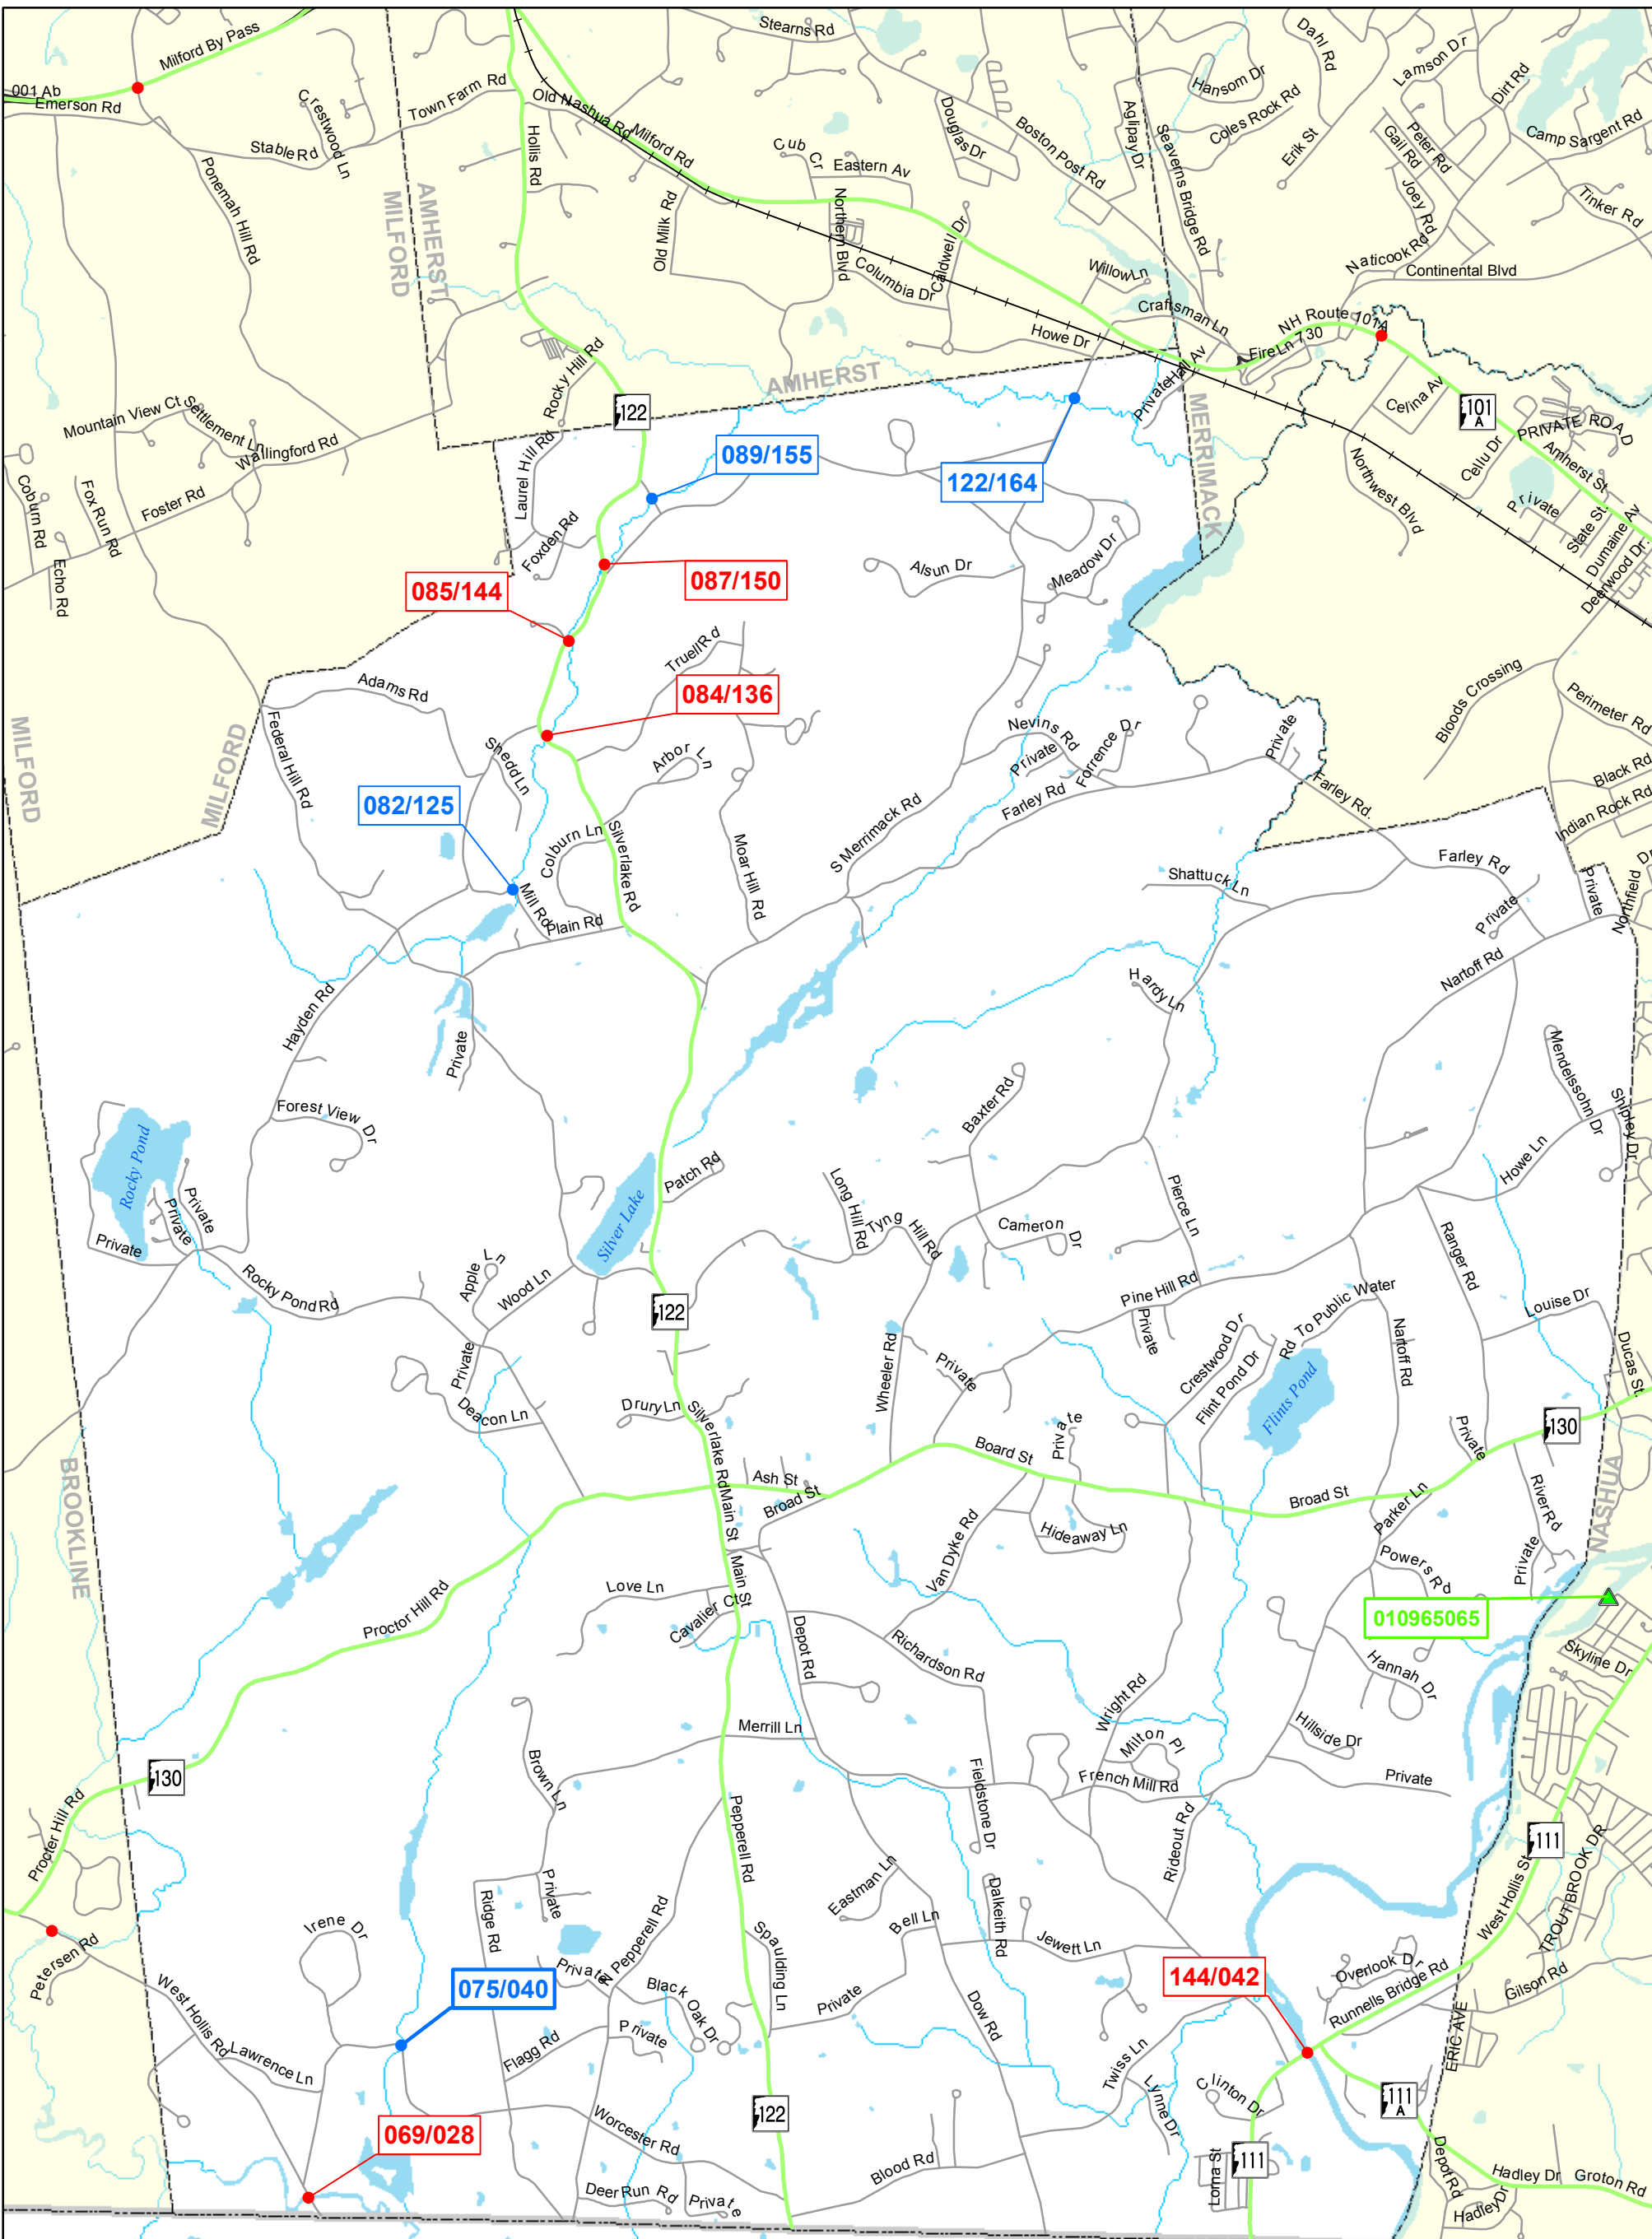 Milford By Pass
Stearns Rd
Dahl Rd
Lamson Dr
Dirt Rd
001 Ab
Emerson Rd
Crestwood Ln
Town Farm Rd
Old Nashua Rd
Milford Rd
Hansom Dr
Coles Rock Rd
Camp Sargent Rd
Stable Rd
Ponemah Hill Rd
Hollis Rd
Cub Cr
Eastern Av
Douglas Dr
Boston Post Rd
Aglipay Dr
Seaverns Bridge Rd
Erik St
Gail Rd
Peter Rd
Joey Rd
Tinker Rd
MILFORD
AMHERST
Old Milk Rd
Northern Blvd
Columbia Dr
Caldwell Dr
Willow Ln
Naticook Rd
Continental Blvd
Craftsman Ln
Howe Dr
NH Route 101A
Fire Ln 730
Rocky Hill Rd
AMHERST
Private
Hall Av
MERRIMACK
Celina Av
101
A
PRIVATE ROAD
122
Mountain View Ct
Settlement Ln
Wallingford Rd
Laurel Hill Rd
089/155
122/164
Northwest Blvd
Cellu Dr
Amherst St
Private
State St
Dumaine Av
Deerwood Dr
Coburn Rd
Fox Run Rd
Foster Rd
Echo Rd
Foxden Rd
085/144
087/150
Alsun Dr
Meadow Dr
Truell Rd
084/136
Adams Rd
Federal Hill Rd
MILFORD
MILFORD
Bloods Crossing
Perimeter Rd
Black Rd
Indian Rock Rd
Shedd Ln
Arbor Ln
Nevins Rd
Private
Forrence Dr
Private
Farley Rd
Farley Rd.
082/125
Colburn Ln
Silverlake Rd
Moar Hill Rd
S Merrimack Rd
Shattuck Ln
Farley Rd
Private
Private
Northfield
Mill Rd
Plain Rd
Nartoff Rd
Hayden Rd
Private
Hardy Ln
Mendelssohn Dr
Shipley Dr
Howe Ln
Forest View Dr
Baxter Rd
Rocky Pond
Private
Private
Private
Silver Lake
Patch Rd
Long Hill Rd
Tyng Hill Rd
Cameron Dr
Pierce Ln
Ranger Rd
Rocky Pond Rd
Apple Ln
Wood Ln
122
Pine Hill Rd
Private
Rd To Public Water
Louise Dr
Ducas St
Private
Deacon Ln
Drury Ln
Silverlake Rd
Wheeler Rd
Private
Crestwood Dr
Flint Pond Dr
Flints Pond
Nartoff Rd
Private
130
BROOKLINE
Ash St
Broad St
Main St
Board St
Private
Broad St
Parker Ln
River Rd
NASHUA
Van Dyke Rd
Hideaway Ln
Powers Rd
Private
Proctor Hill Rd
Love Ln
Main St
Cavalier Ct
Depot Rd
Richardson Rd
010965065
Skyline Dr
Hannah Dr
Wright Rd
Hillside Dr
Merrill Ln
Milton Pl
French Mill Rd
Private
130
Procter Hill Rd
Brown Ln
Pepperell Rd
Fieldstone Dr
Rideout Rd
111
West Hollis St
TROUTBROOK DR
Petersen Rd
Irene Dr
Ridge Rd
Private
N Pepperell Rd
Spaulding Ln
Eastman Ln
Bell Ln
Dalkeith Rd
Jewett Ln
144/042
Overlook Dr
Runnells Bridge Rd
Gilson Rd
075/040
Private
Black Oak Dr
Private
Private
Dow Rd
West Hollis Rd
Lawrence Ln
Flagg Rd
Twiss Ln
Lynne Dr
Clinton Dr
ERIC AVE
111
A
069/028
Worcester Rd
122
Blood Rd
Lorna St
111
Depot Rd
Hadley Dr
Groton Rd
Hadley Dr
Deer Run Rd
Private